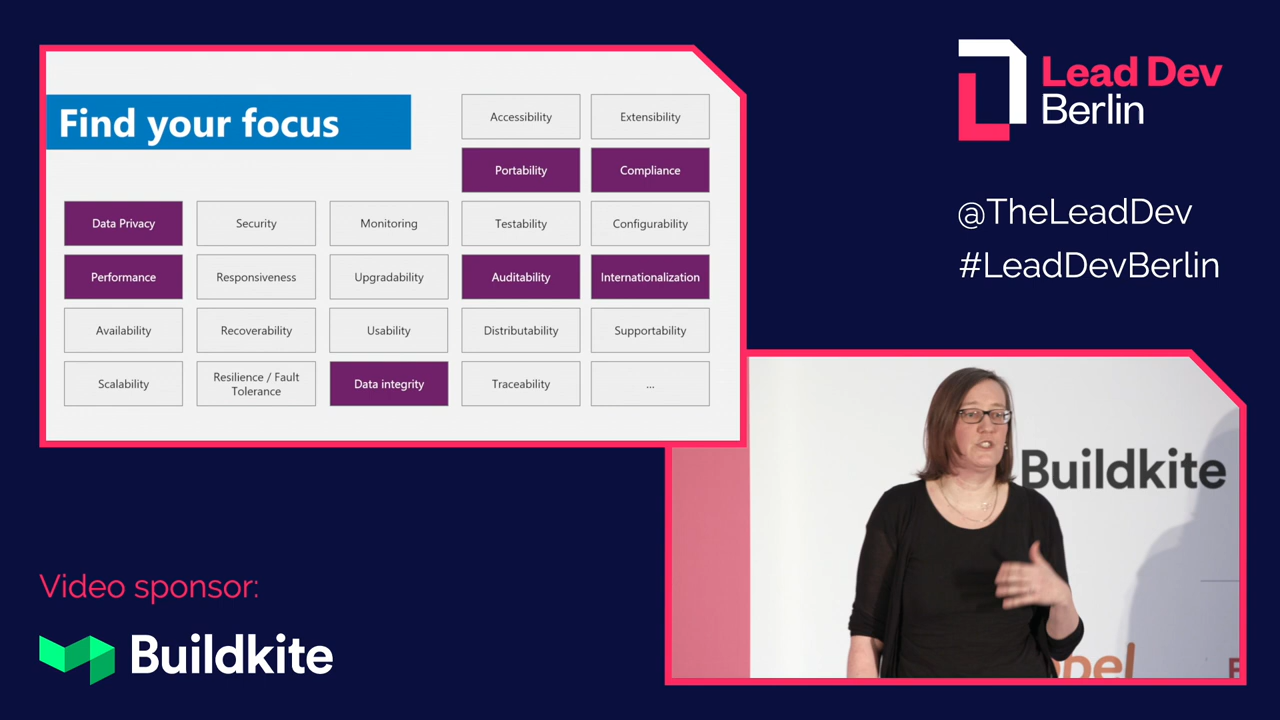 Find your focus
Accessibility
Extensibility
Portability
Compliance
Data Privacy
Security
Monitoring
Testability
Configurability
Performance
Responsiveness
Upgradability
Auditability
Internationalization
Availability
Recoverability
Usability
Distributability
Supportability
Scalability
Resilience / Fault
Tolerance
Data integrity
Traceability
...
Lead Dev
Berlin
@TheLeadDev
#LeadDevBerlin
Buildkite
Video sponsor:
Buildkite